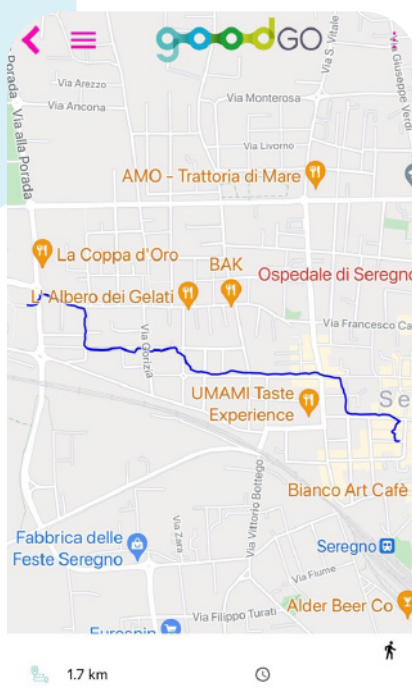 goodGO
Via alla Porada
Porada
Via Arezzo
Via Ancona
Via Monterosa
Via S. Vitale
Via Giuseppe Verdi
Via Livorno
AMO - Trattoria di Mare
La Coppa d'Oro
BAK
Ospedale di Seregno
L'Albero dei Gelati
Via Francesco Ca
Via Gorizia
UMAMI Taste
Experience
Se
Bianco Art Cafè
Via Vittorio Bottego
Fabbrica delle
Feste Seregno
Via Zara
Seregno
Via Fiume
Alder Beer Co
Via Filippo Turati
Eurospin
1.7 km